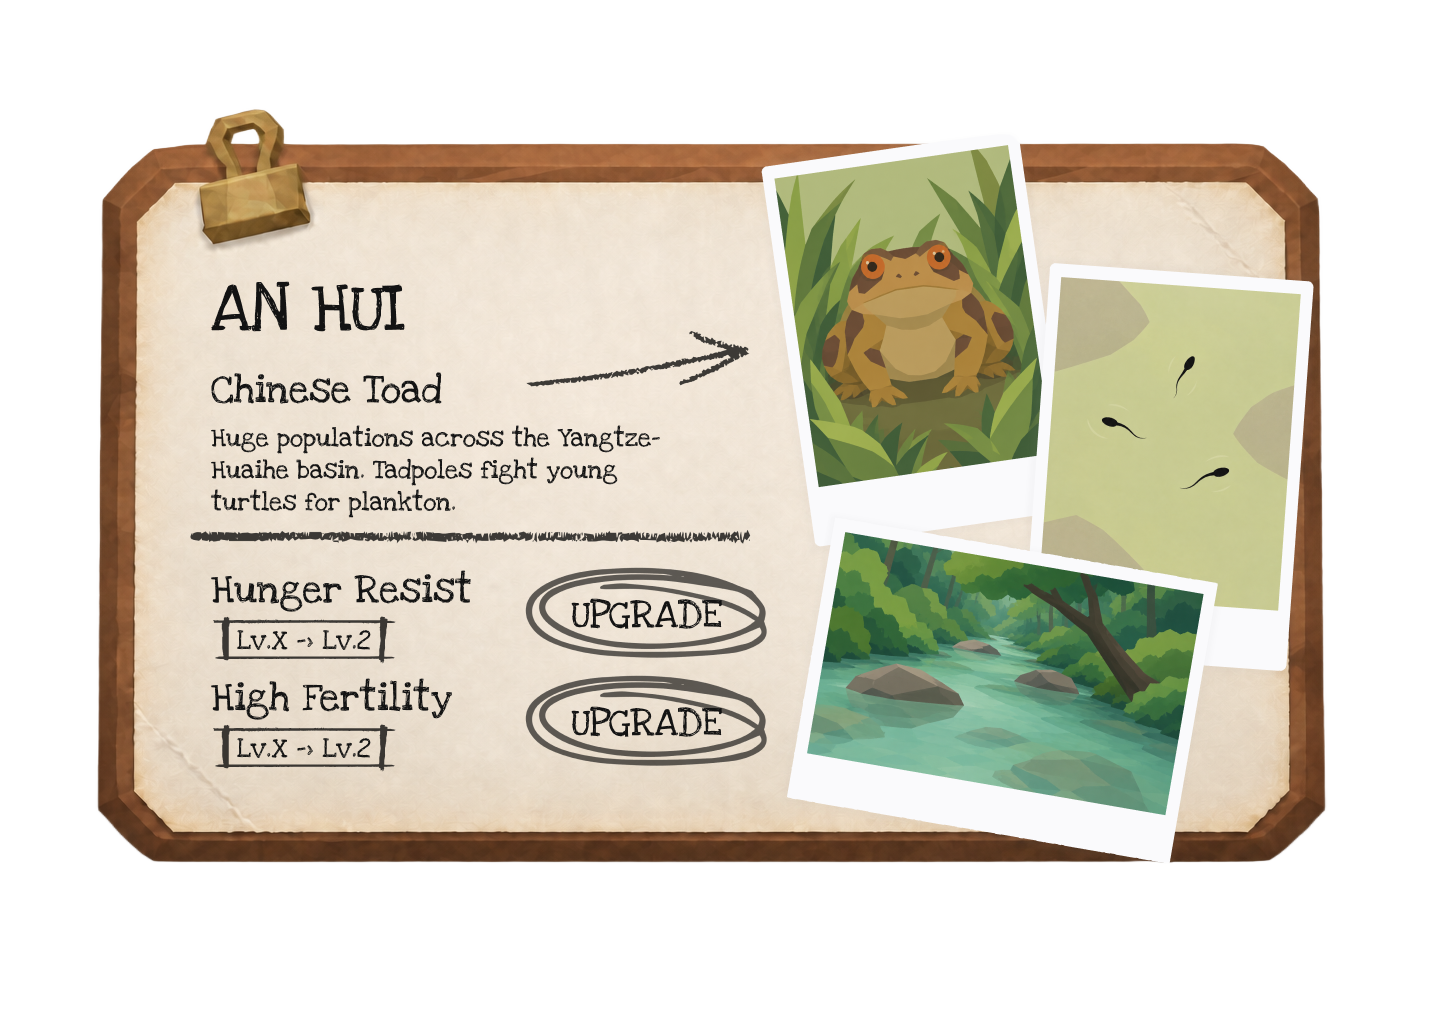 AN HUI
Chinese Toad
Huge populations across the Yangtze-
Huaihe basin. Tadpoles fight young
turtles for plankton.
Hunger Resist
UPGRADE
Lv.X -> Lv.2
High Fertility
UPGRADE
Lv.X -> Lv.2